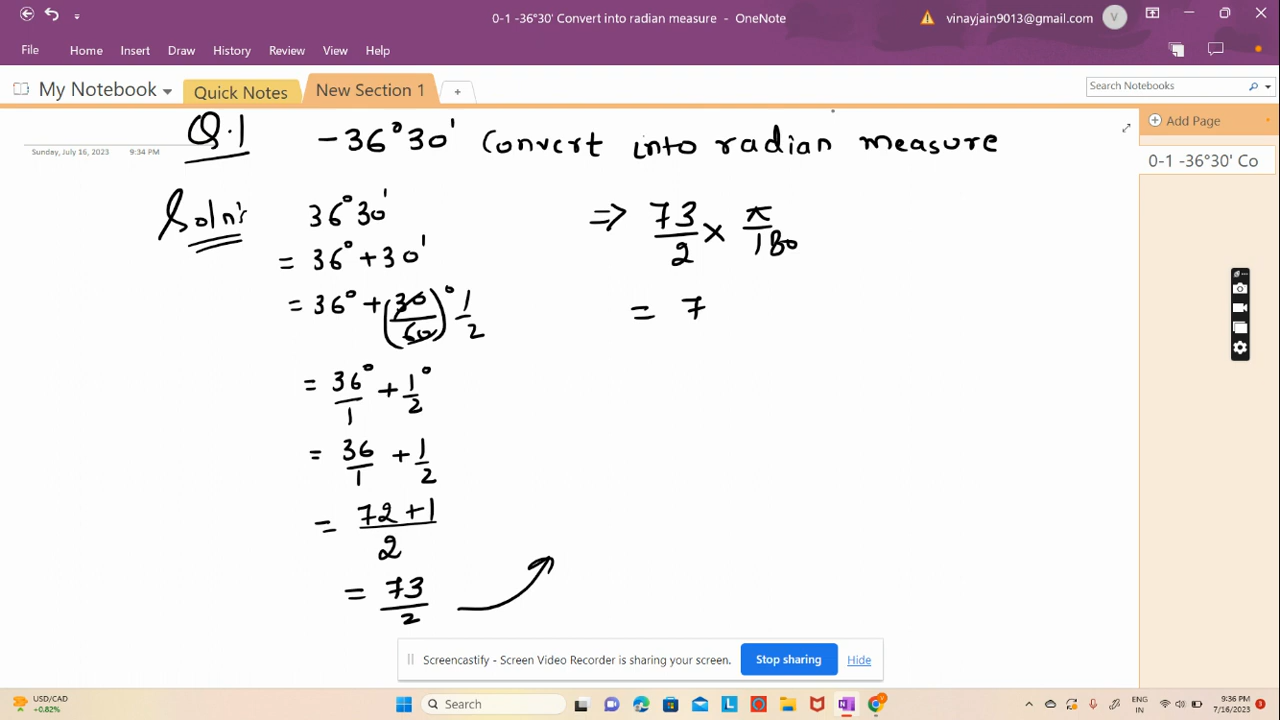 0-1 -36°30' Convert into radian measure - OneNote
vinayjain9013@gmail.com
V
File Home Insert Draw History Review View Help
My Notebook Quick Notes New Section 1 +
Search Notebooks
Add Page
0-1 -36°30' Co
Sunday, July 16, 2023 9:34 PM
Q.1 -36°30' Convert into radian measure
Soln:
36°30'
= 36° + 30'
= 36° + (30/60)° 1/2
= 36°/1 + 1°/2
= 36/1 + 1/2
= 72+1/2
= 73/2
⇒ 73/2 × π/180
= 7
Screencastify - Screen Video Recorder is sharing your screen. Stop sharing Hide
USD/CAD
+0.82%
Search
ENG
IN
9:36 PM
7/16/2023